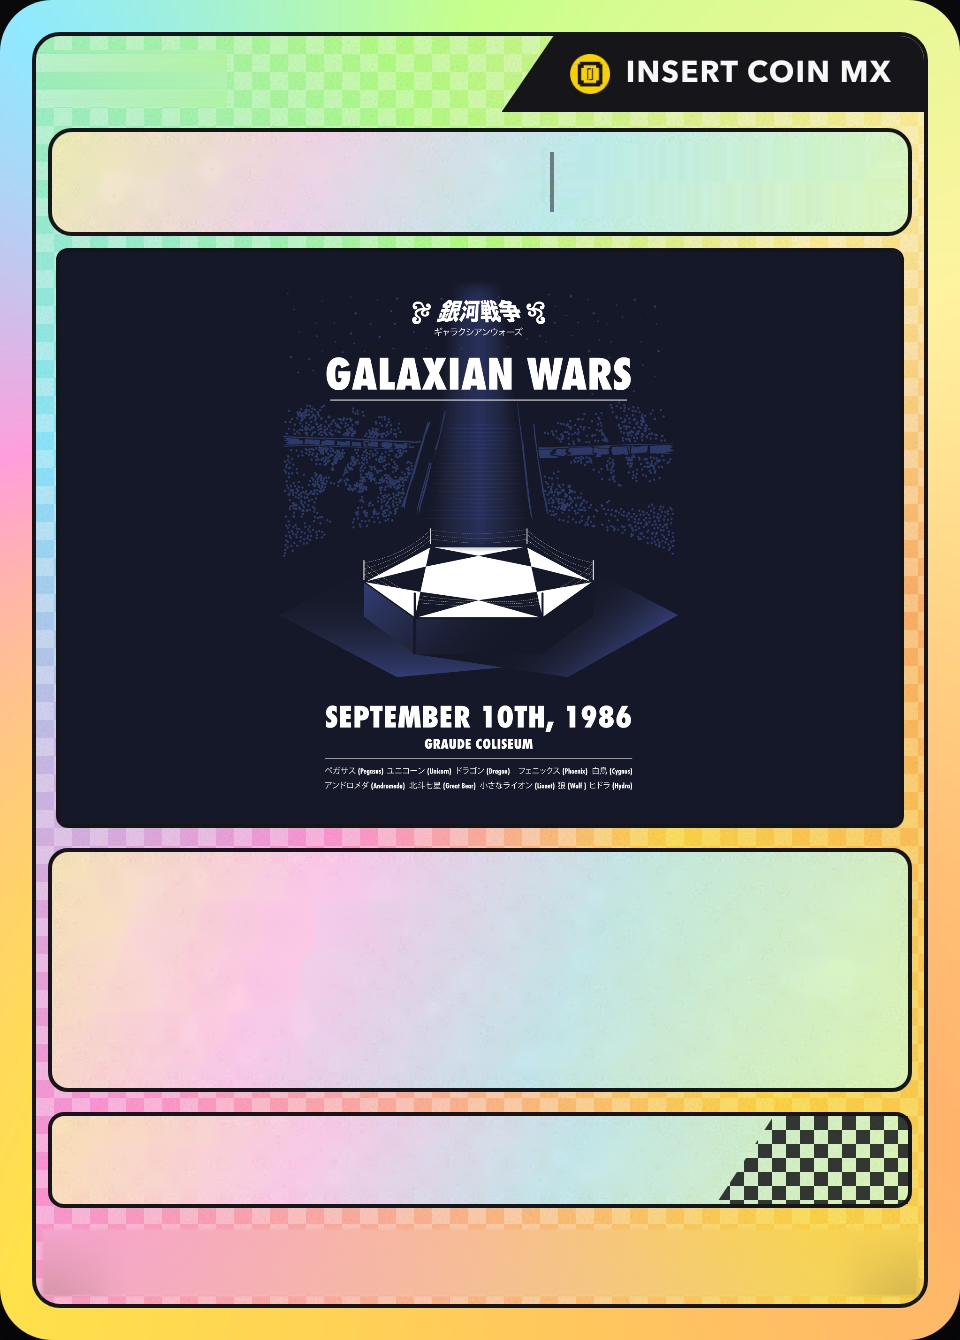 INSERT COIN MX
銀河戦争
ギャラクシアンウォーズ
GALAXIAN WARS
SEPTEMBER 10TH, 1986
GRAUDE COLISEUM
ペガサス (Pegasus) ユニコーン (Unikorn) ドラゴン (Dragon) フェニックス (Phoenix) 白鳥 (Cygnus)
アンドロメダ (Andromeda) 北斗七星 (Great Bear) 小さなライオン (Lionet) 狼 (Wolf) ヒドラ (Hydra)